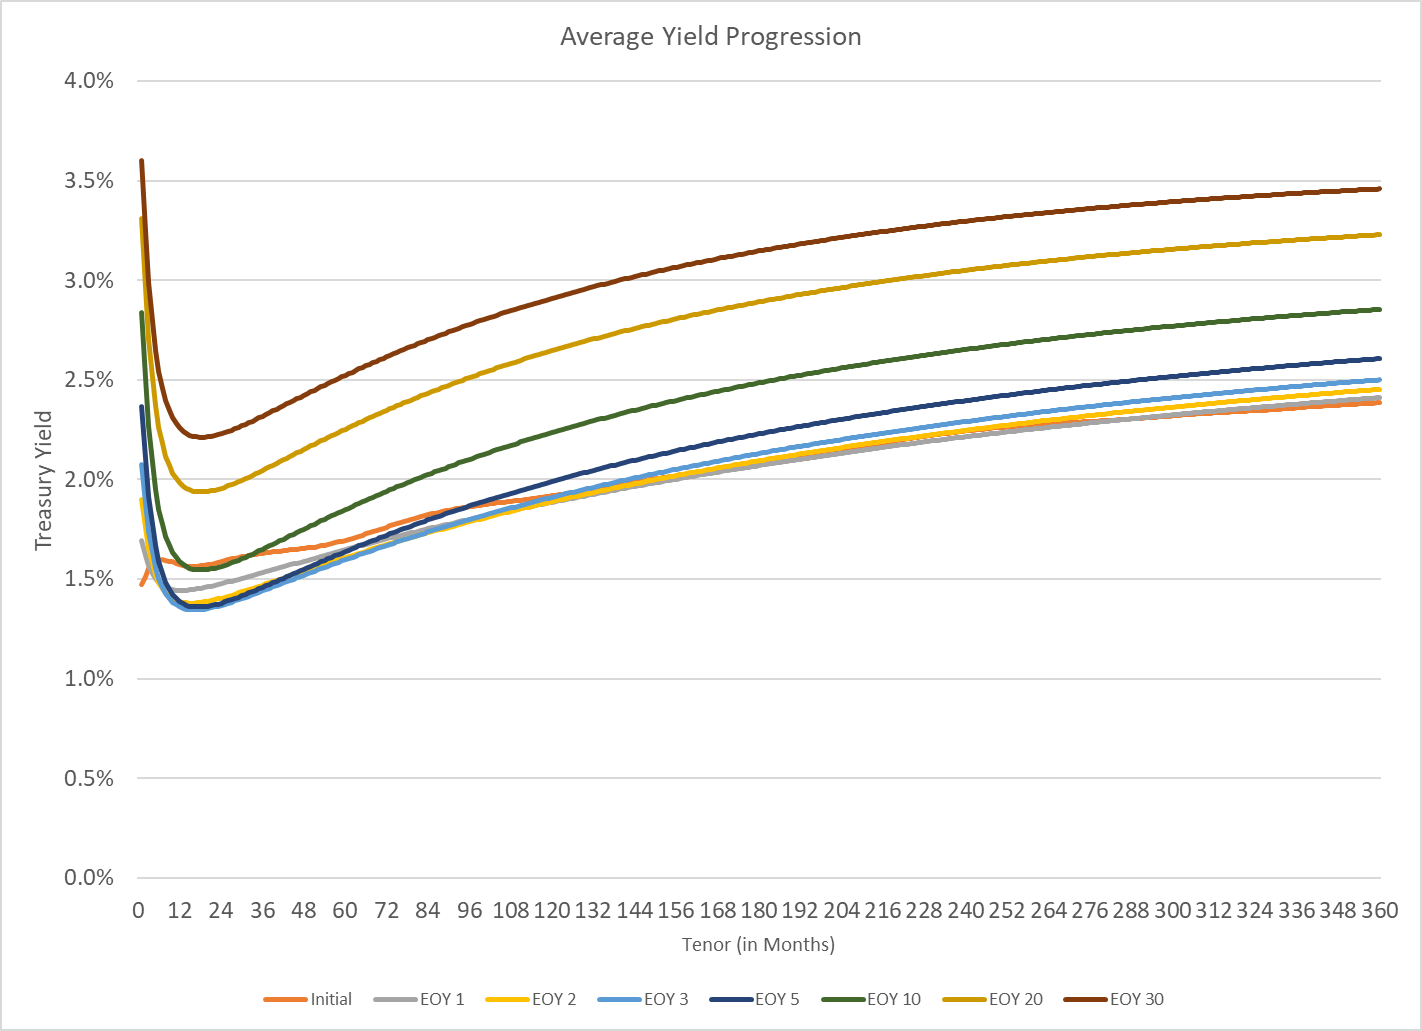 Average Yield Progression
4.0%
3.5%
3.0%
2.5%
2.0%
1.5%
1.0%
0.5%
0.0%
Treasury Yield
0 12 24 36 48 60 72 84 96 108 120 132 144 156 168 180 192 204 216 228 240 252 264 276 288 300 312 324 336 348 360
Tenor (in Months)
Initial EOY 1 EOY 2 EOY 3 EOY 5 EOY 10 EOY 20 EOY 30